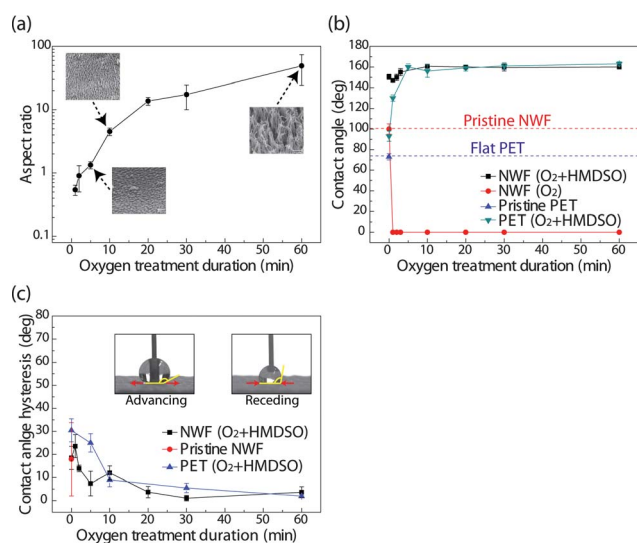 (a)
Aspect ratio
100
10
1
0.1
0 10 20 30 40 50 60
Oxygen treatment duration (min)
(b)
Contact angle (deg)
180
160
140
120
100
80
60
40
20
0
Pristine NWF
Flat PET
NWF (O2+HMDSO)
NWF (O2)
Pristine PET
PET (O2+HMDSO)
0 10 20 30 40 50 60
Oxygen treatment duration (min)
(c)
Contact anlge hysteresis (deg)
80
70
60
50
40
30
20
10
0
Advancing
Receding
NWF (O2+HMDSO)
Pristine NWF
PET (O2+HMDSO)
0 10 20 30 40 50 60
Oxygen treatment duration (min)